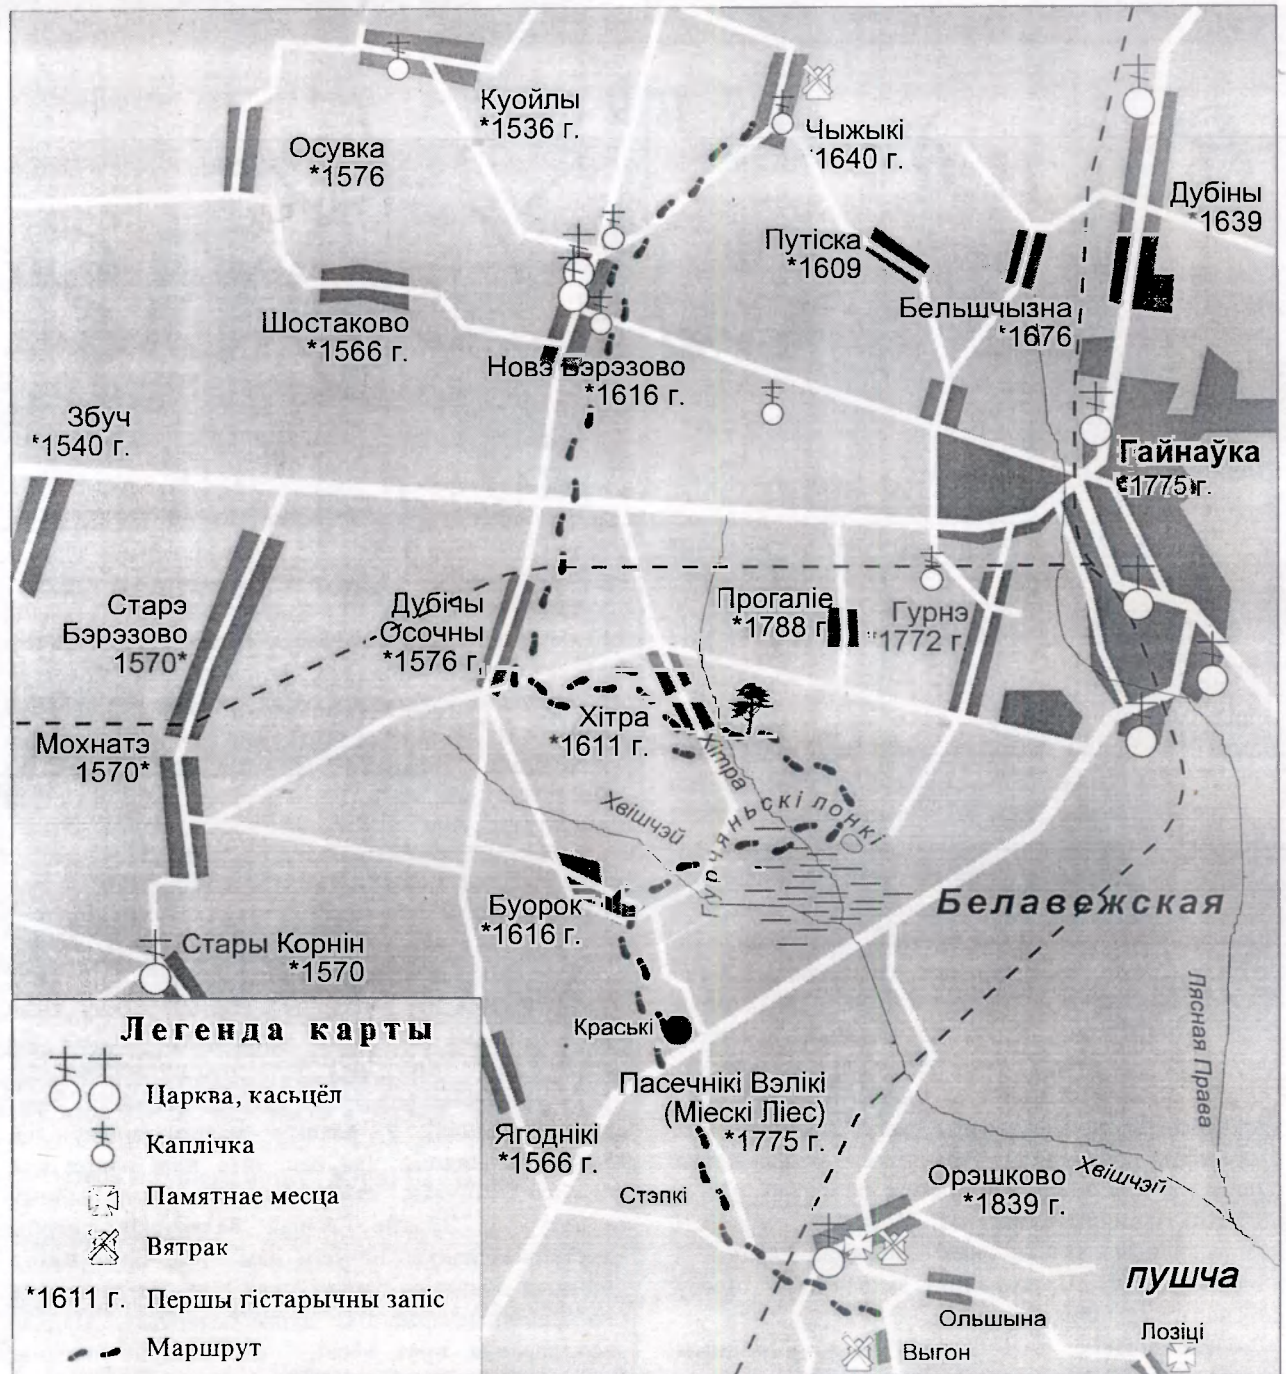 Куойлы
*1536 г.
Осувка
*1576
Чыжыкі
*1640 г.
Дубіны
*1639
Путіска
*1609
Бельшчызна
*1676
Шостаково
*1566 г.
Новэ Бэрэзово
*1616 г.
Збуч
*1540 г.
Гайнаўка
*1775 г.
Старэ
Бэрэзово
1570*
Дубічы
Осочны
*1576 г.
Прогаліе
*1788 г
Гурнэ
*1772 г.
Хітра
*1611 г.
Мохнатэ
1570*
Хітра
Хвішчэй
Гурчяньскі лонкі
Буорок
*1616 г.
Белавежская
Стары Корнін
*1570
Краські
Лясная Права
Пасечнікі Вэлікі
(Міескі Ліес)
*1775 г.
Ягоднікі
*1566 г.
Стэпкі
Орэшково
*1839 г.
Хвішчэй
пушча
Ольшына
Выгон
Лозіці
Легенда карты
Царква, касьцёл
Каплічка
Памятнае месца
Вятрак
*1611 г. Першы гістарычны запіс
Маршрут